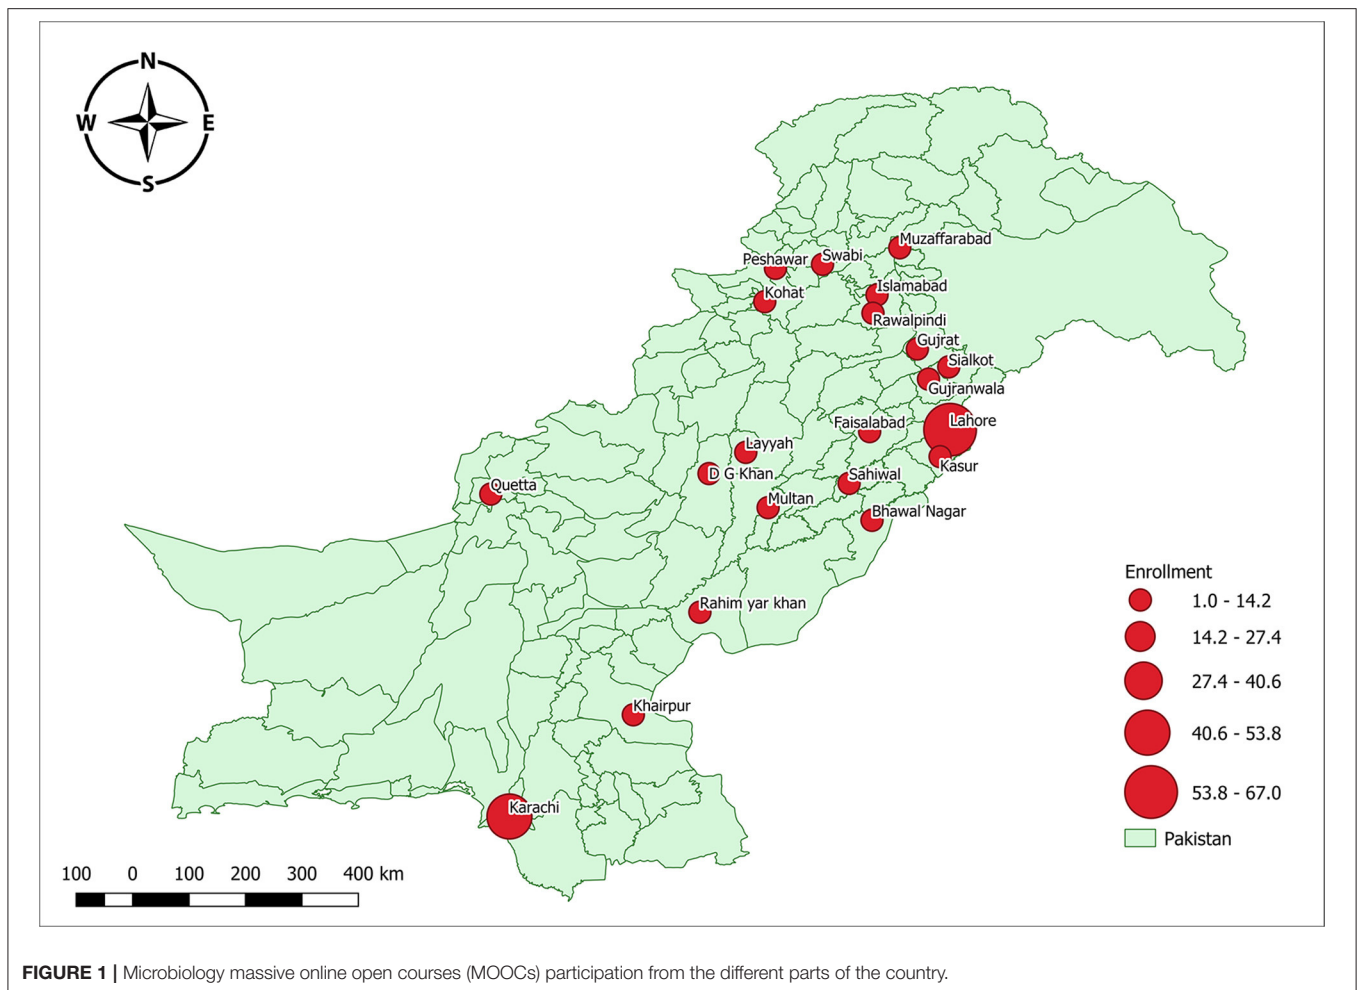 N
W E
S
Muzaffarabad
Peshawar
Swabi
Islamabad
Kohat
Rawalpindi
Gujrat
Sialkot
Gujranwala
Lahore
Faisalabad
Layyah
Kasur
D G Khan
Sahiwal
Quetta
Multan
Bhawal Nagar
Rahim yar khan
Khairpur
Karachi
Enrollment
1.0 - 14.2
14.2 - 27.4
27.4 - 40.6
40.6 - 53.8
53.8 - 67.0
Pakistan
100 0 100 200 300 400 km
FIGURE 1 | Microbiology massive online open courses (MOOCs) participation from the different parts of the country.